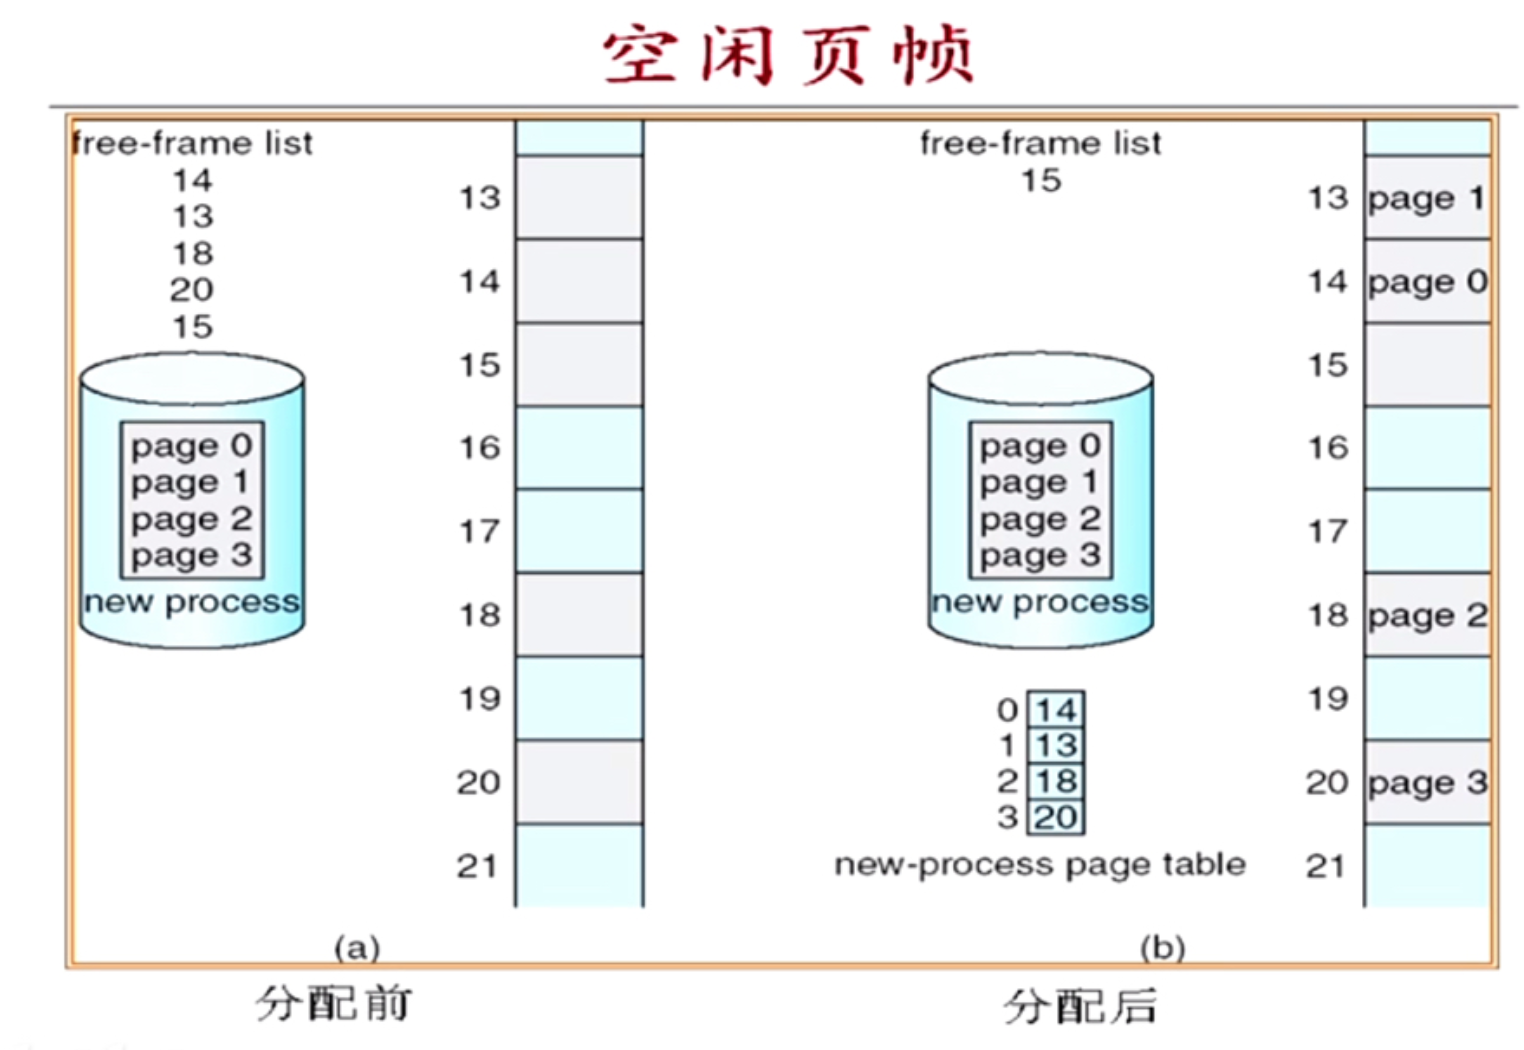 空闲页帧
free-frame list
14
13
18
20
15
page 0
page 1
page 2
page 3
new process
13
14
15
16
17
18
19
20
21
(a)
free-frame list
15
page 0
page 1
page 2
page 3
new process
0 14
1 13
2 18
3 20
new-process page table
13 page 1
14 page 0
15
16
17
18 page 2
19
20 page 3
21
(b)
分配前
分配后